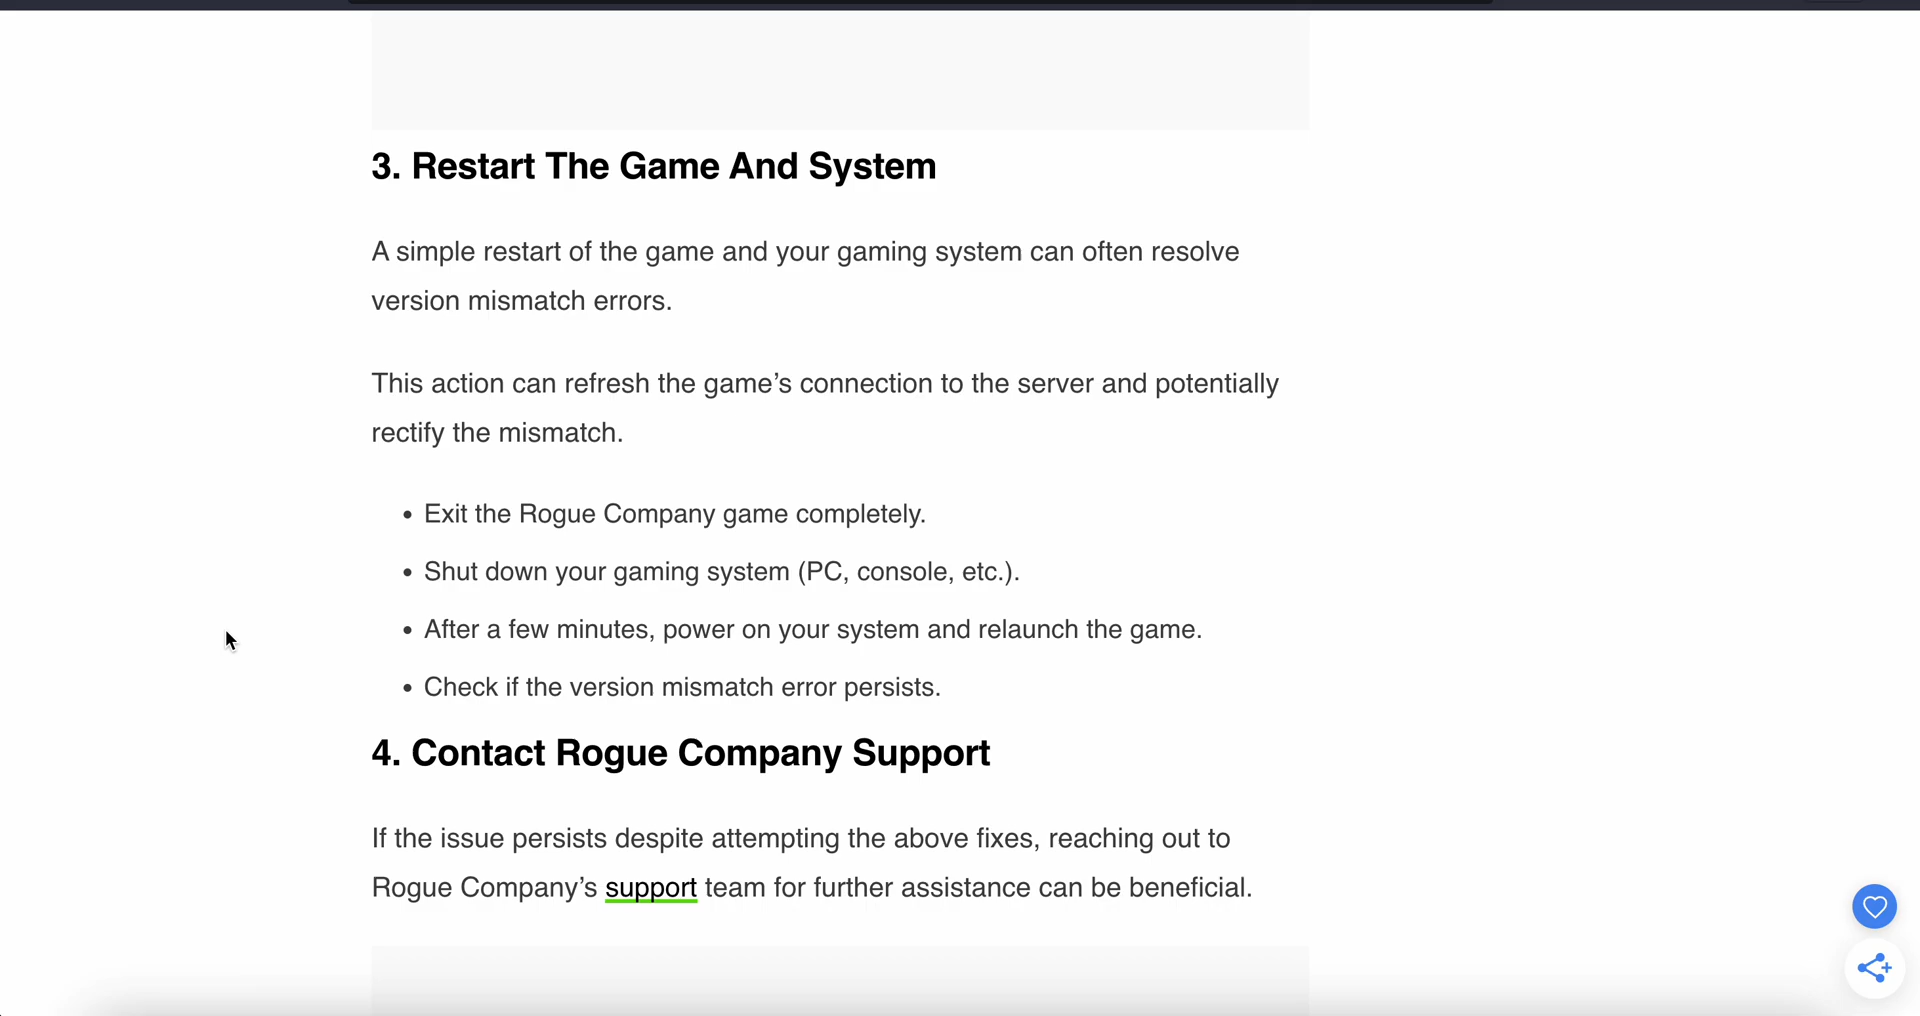 3. Restart The Game And System
A simple restart of the game and your gaming system can often resolve
version mismatch errors.
This action can refresh the game’s connection to the server and potentially
rectify the mismatch.
• Exit the Rogue Company game completely.
• Shut down your gaming system (PC, console, etc.).
• After a few minutes, power on your system and relaunch the game.
• Check if the version mismatch error persists.
4. Contact Rogue Company Support
If the issue persists despite attempting the above fixes, reaching out to
Rogue Company’s support team for further assistance can be beneficial.